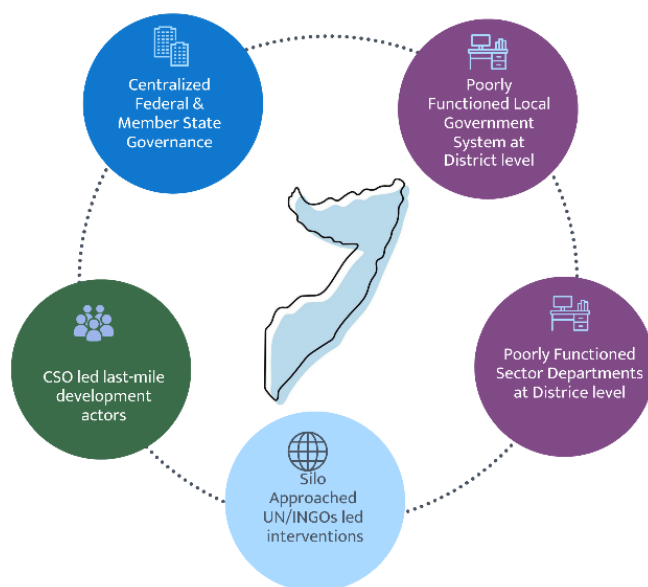 Centralized
Federal &
Member State
Governance
Poorly
Functioned Local
Government
System at
District level
CSO led last-mile
development
actors
Poorly Functioned
Sector Departments
at Districe level
Silo
Approached
UN/INGOs led
interventions